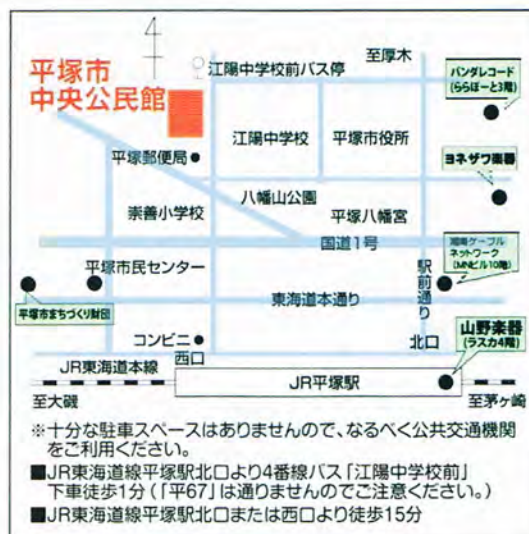 4
至厚木
江陽中学校前バス停
平塚市
中央公民館
パンダレコード
(ららぽーと3階)
江陽中学校
平塚市役所
平塚郵便局
ヨネザワ楽器
八幡山公園
崇善小学校
平塚八幡宮
国道1号
湘南ケーブル
ネットワーク
(MNビル10階)
平塚市民センター
駅前通り
東海道本通り
平塚市まちづくり財団
コンビニ
西口
北口
山野楽器
(ラスカ4階)
JR東海道本線
JR平塚駅
至大磯
至茅ヶ崎
※十分な駐車スペースはありませんので、なるべく公共交通機関
をご利用ください。
■JR東海道線平塚駅北口より4番線バス「江陽中学校前」
下車徒歩1分(「平67」は通りませんのでご注意ください。)
■JR東海道線平塚駅北口または西口より徒歩15分